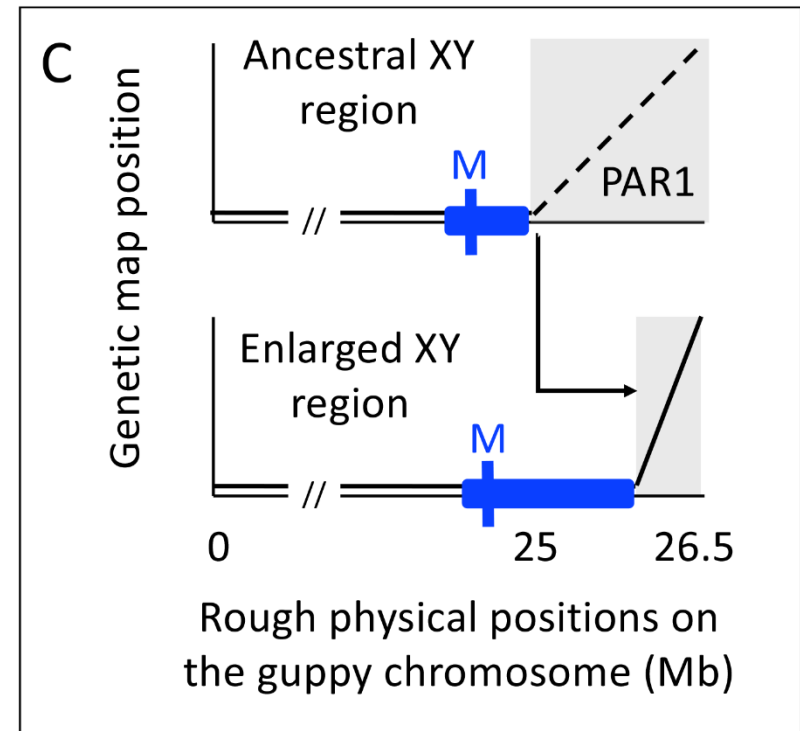 C
Genetic map position
Ancestral XY
region
M
PAR1
//
Enlarged XY
region
M
//
0 25 26.5
Rough physical positions on
the guppy chromosome (Mb)